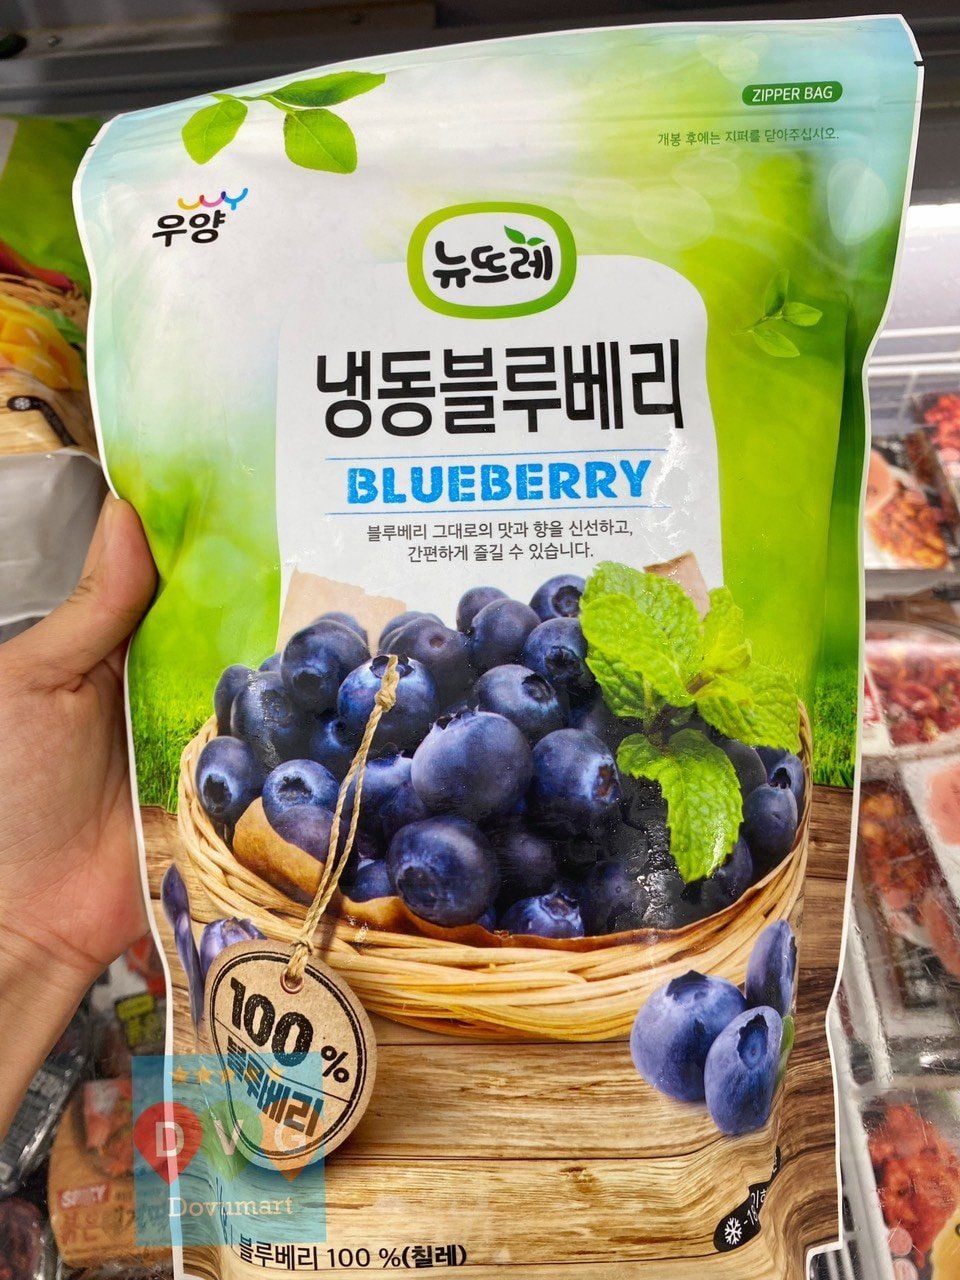 ZIPPER BAG
개봉 후에는 지퍼를 닫아주십시오.
우양
뉴뜨레
냉동블루베리
BLUEBERRY
블루베리 그대로의 맛과 향을 신선하고,
간편하게 즐길 수 있습니다.
100%
블루베리
D V G
Dovumart
블루베리 100 %(칠레)